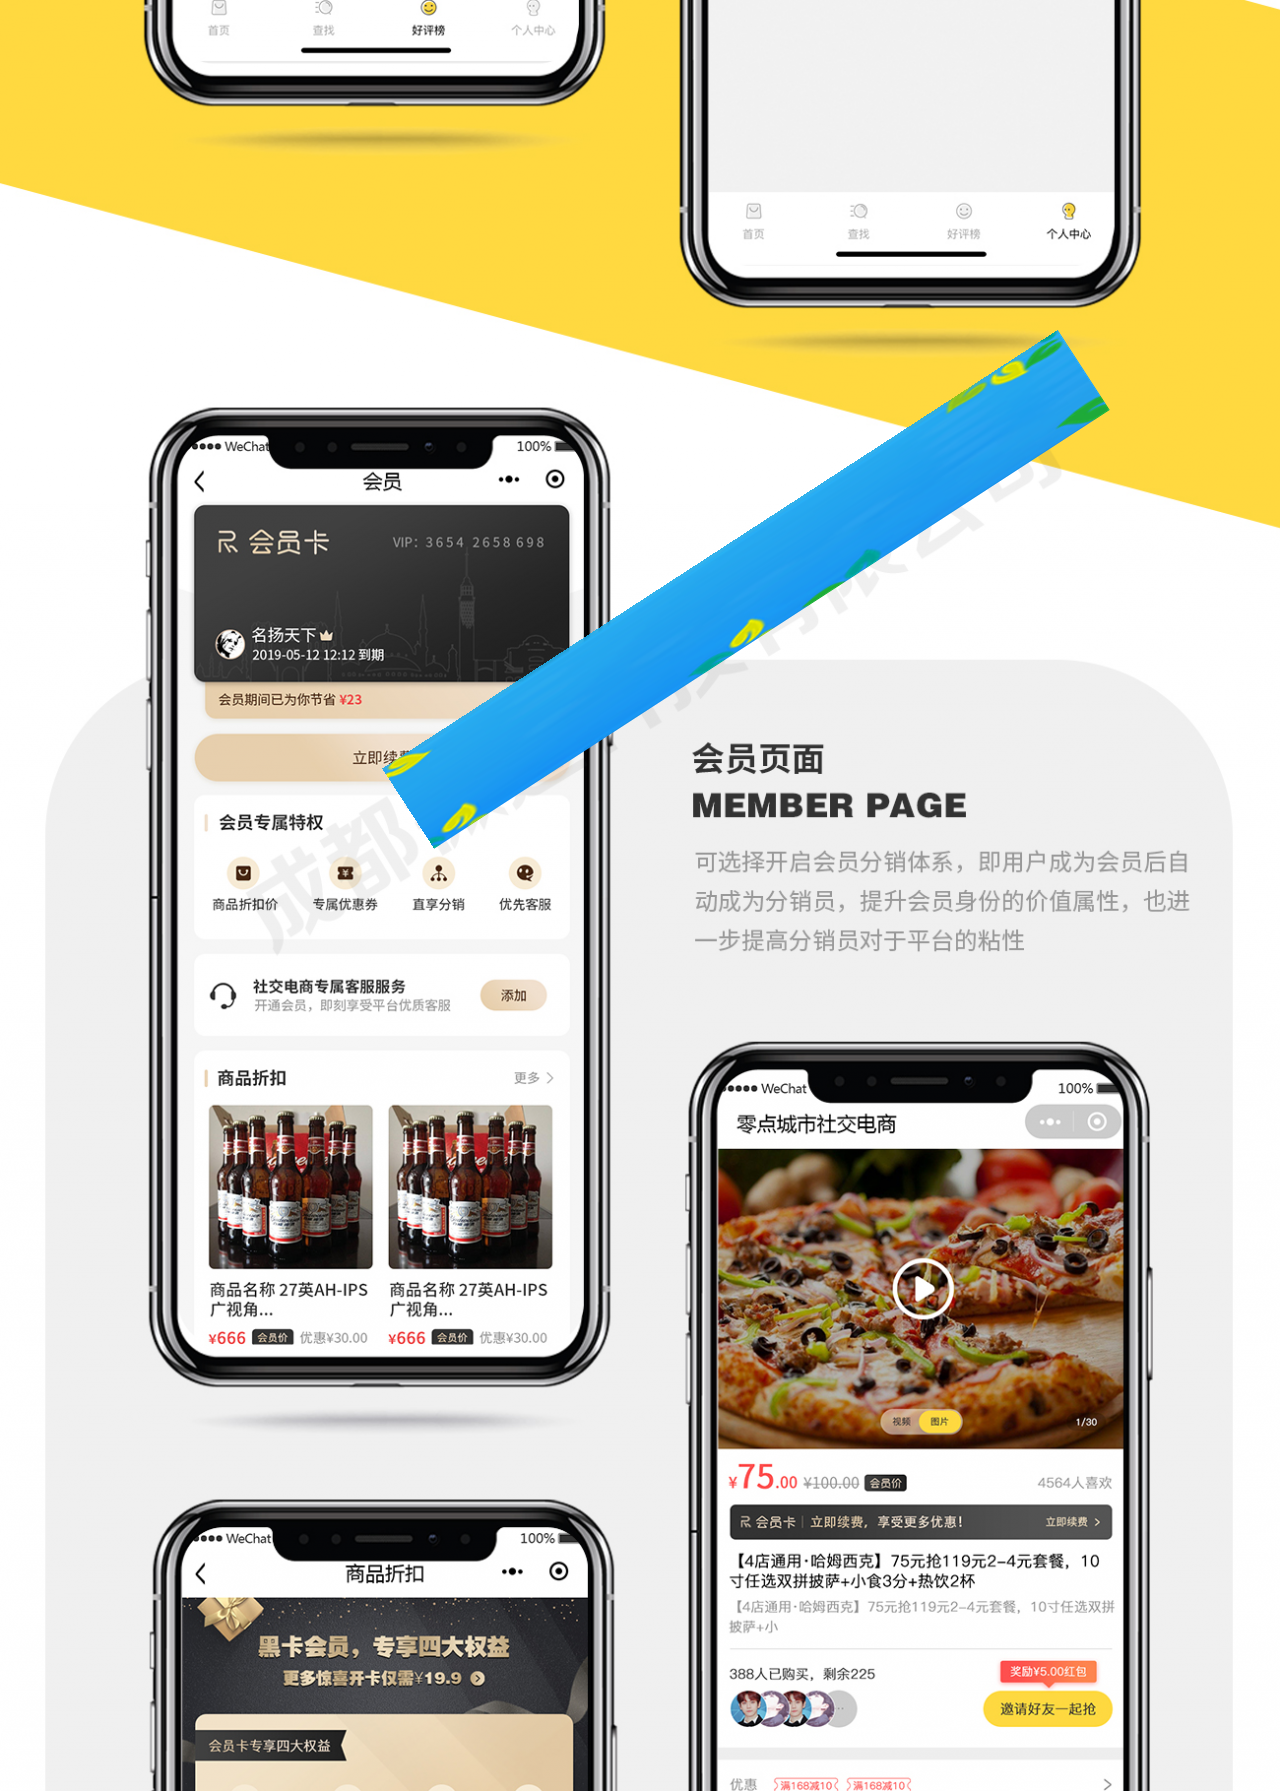 首页 查找 好评榜 个人中心
首页 查找 好评榜 个人中心
WeChat 100%
会员
会员卡 VIP: 3654 2658 698
名扬天下
2019-05-12 12:12 到期
会员期间已为你节省 ¥23
立即续
会员专属特权
商品折扣价 专属优惠券 直享分销 优先客服
社交电商专属客服服务
开通会员，即刻享受平台优质客服
添加
商品折扣 更多
商品名称 27英AH-IPS
广视角...
¥666 会员价 优惠¥30.00
商品名称 27英AH-IPS
广视角...
¥666 会员价 优惠¥30.00
会员页面
MEMBER PAGE
可选择开启会员分销体系，即用户成为会员后自
动成为分销员，提升会员身份的价值属性，也进
一步提高分销员对于平台的粘性
WeChat 100%
零点城市社交电商
视频 图片 1/30
¥75.00 ¥100.00 会员价 4564人喜欢
会员卡 立即续费，享受更多优惠! 立即续费
【4店通用·哈姆西克】75元抢119元2-4元套餐，10
寸任选双拼披萨+小食3分+热饮2杯
【4店通用·哈姆西克】75元抢119元2-4元套餐，10寸任选双拼
披萨+小
388人已购买，剩余225
奖励¥5.00红包
邀请好友一起抢
优惠 满168减10 满168减10
WeChat 100%
商品折扣
黑卡会员，专享四大权益
更多惊喜开卡仅需¥19.9
会员卡专享四大权益
成都
限公司